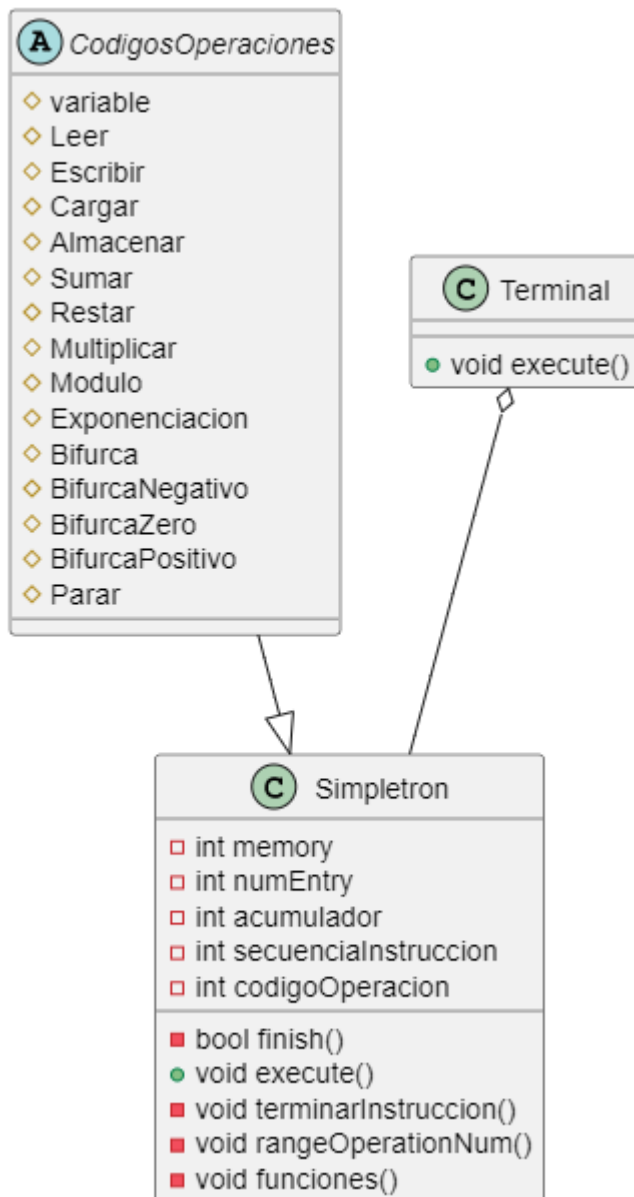 A CodigosOperaciones
variable
Leer
Escribir
Cargar
Almacenar
Sumar
Restar
Multiplicar
Modulo
Exponenciacion
Bifurca
BifurcaNegativo
BifurcaZero
BifurcaPositivo
Parar
C Terminal
void execute()
C Simpletron
int memory
int numEntry
int acumulador
int secuenciaInstruccion
int codigoOperacion
bool finish()
void execute()
void terminarInstruccion()
void rangeOperationNum()
void funciones()